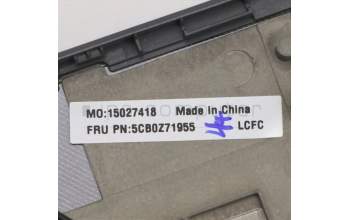 MO:15027418 Made in China
FRU PN:5CB0Z71955 LCFC